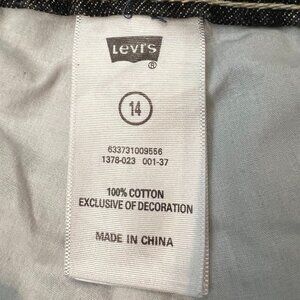 Levi's
®
14
633731009556
1378-023 001-37
100% COTTON
EXCLUSIVE OF DECORATION
MADE IN CHINA